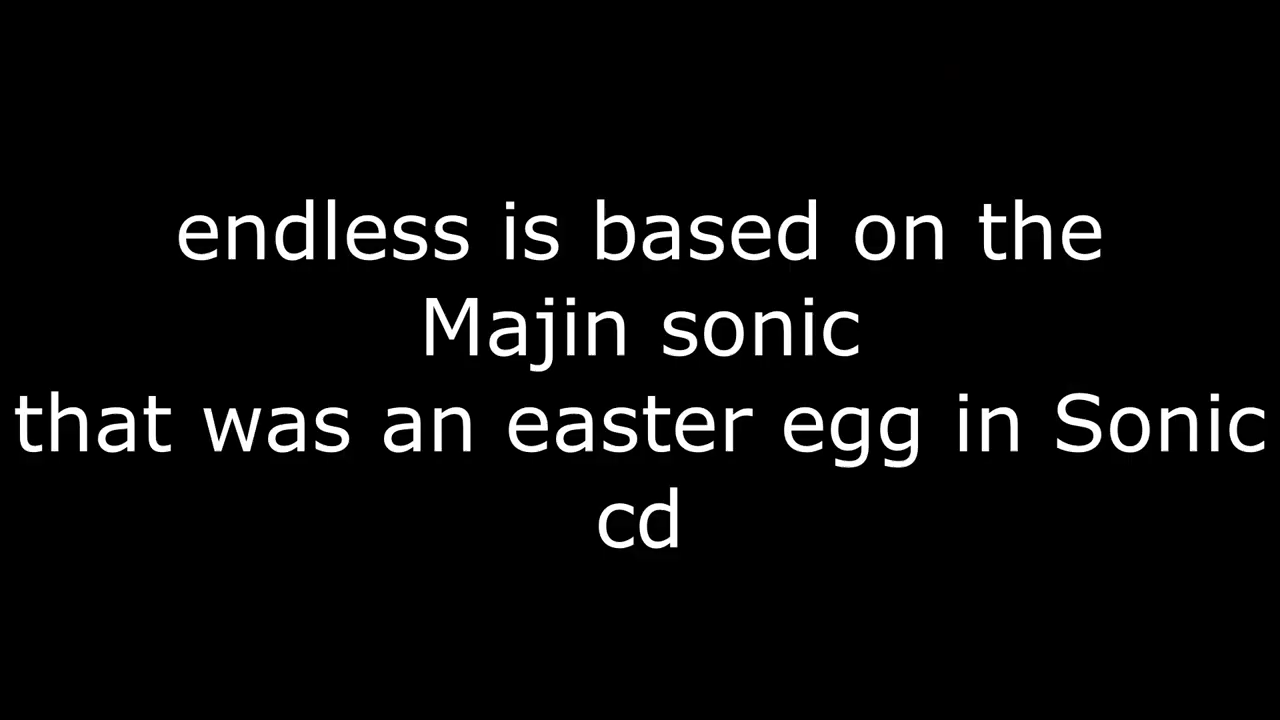 endless is based on the
Majin sonic
that was an easter egg in Sonic
cd